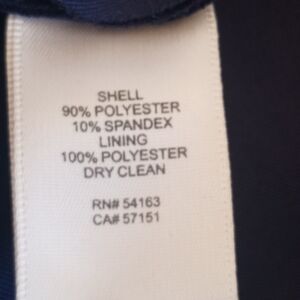 SHELL
90% POLYESTER
10% SPANDEX
LINING
100% POLYESTER
DRY CLEAN
RN# 54163
CA# 57151